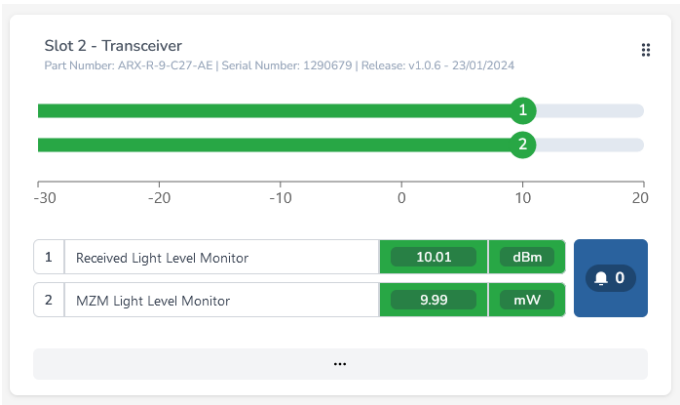 Slot 2 - Transceiver
Part Number: ARX-R-9-C27-AE | Serial Number: 1290679 | Release: v1.0.6 - 23/01/2024
1
2
-30 -20 -10 0 10 20
1 Received Light Level Monitor 10.01 dBm
0
2 MZM Light Level Monitor 9.99 mW
...